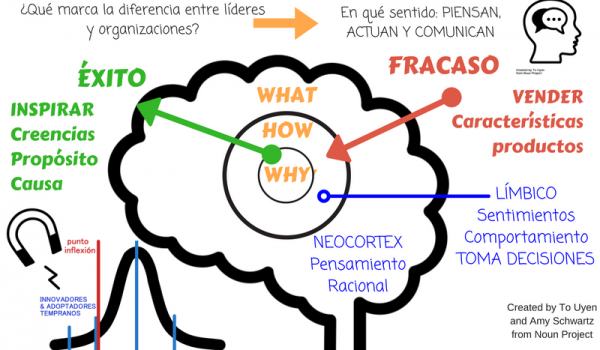 ¿Qué marca la diferencia entre líderes
y organizaciones?
En qué sentido: PIENSAN,
ACTUAN Y COMUNICAN
Created by To Uyen
from Noun Project
ÉXITO
INSPIRAR
Creencias
Propósito
Causa
WHAT
HOW
WHY
FRACASO
VENDER
Características
productos
LÍMBICO
Sentimientos
Comportamiento
TOMA DECISIONES
NEOCORTEX
Pensamiento
Racional
punto
inflexión
INNOVADORES
& ADOPTADORES
TEMPRANOS
Created by To Uyen
and Amy Schwartz
from Noun Project